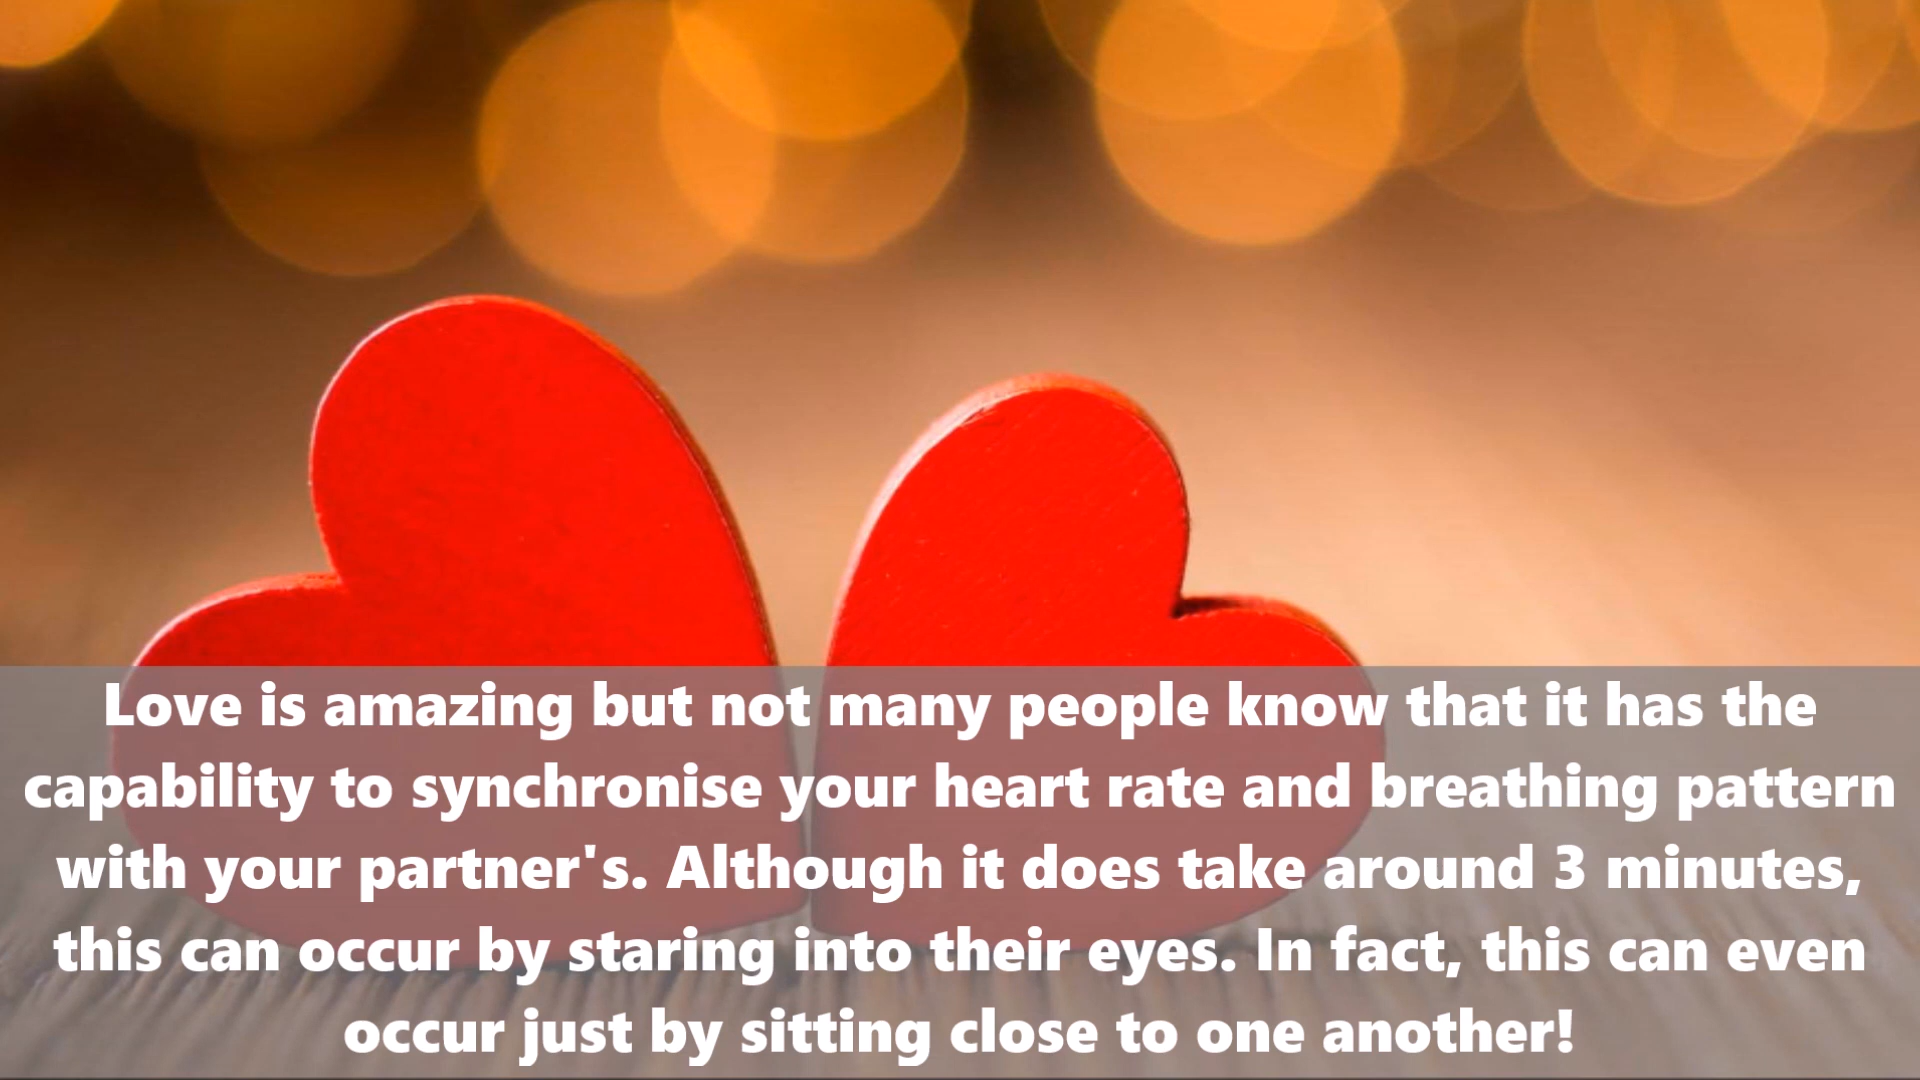 Love is amazing but not many people know that it has the
capability to synchronise your heart rate and breathing pattern
with your partner's. Although it does take around 3 minutes,
this can occur by staring into their eyes. In fact, this can even
occur just by sitting close to one another!